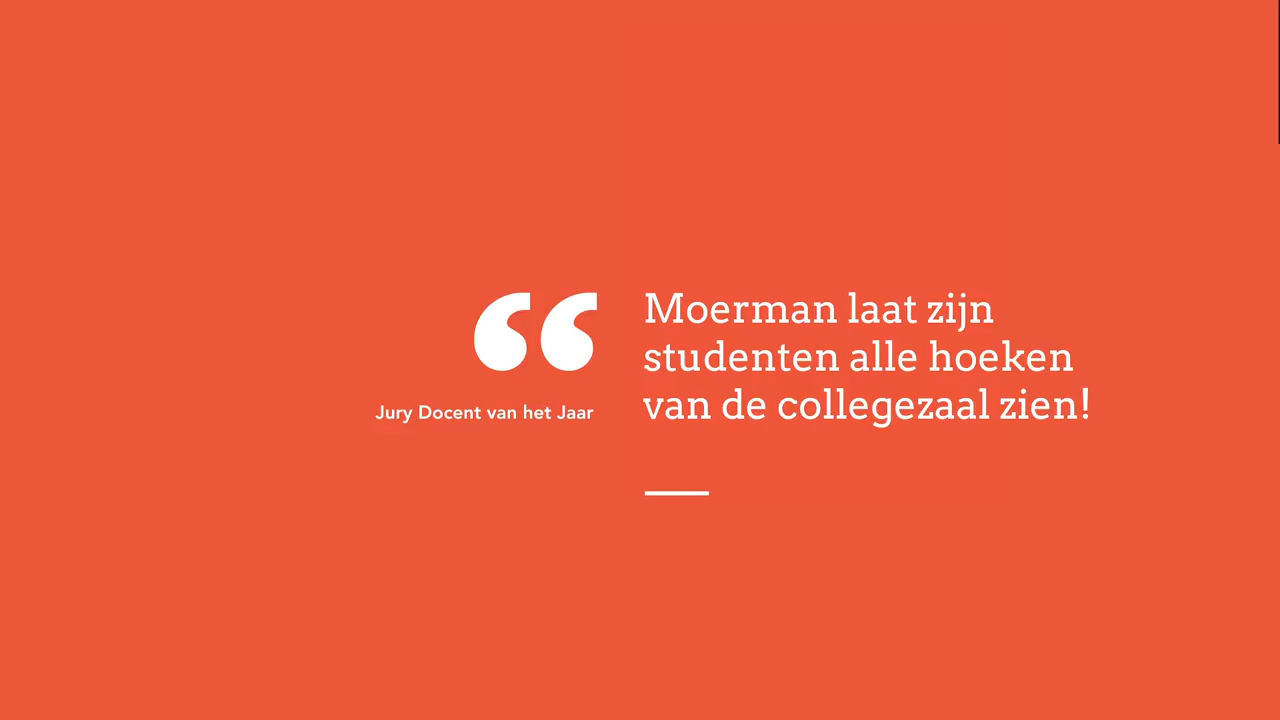 “
Jury Docent van het Jaar
Moerman laat zijn
studenten alle hoeken
van de collegezaal zien!